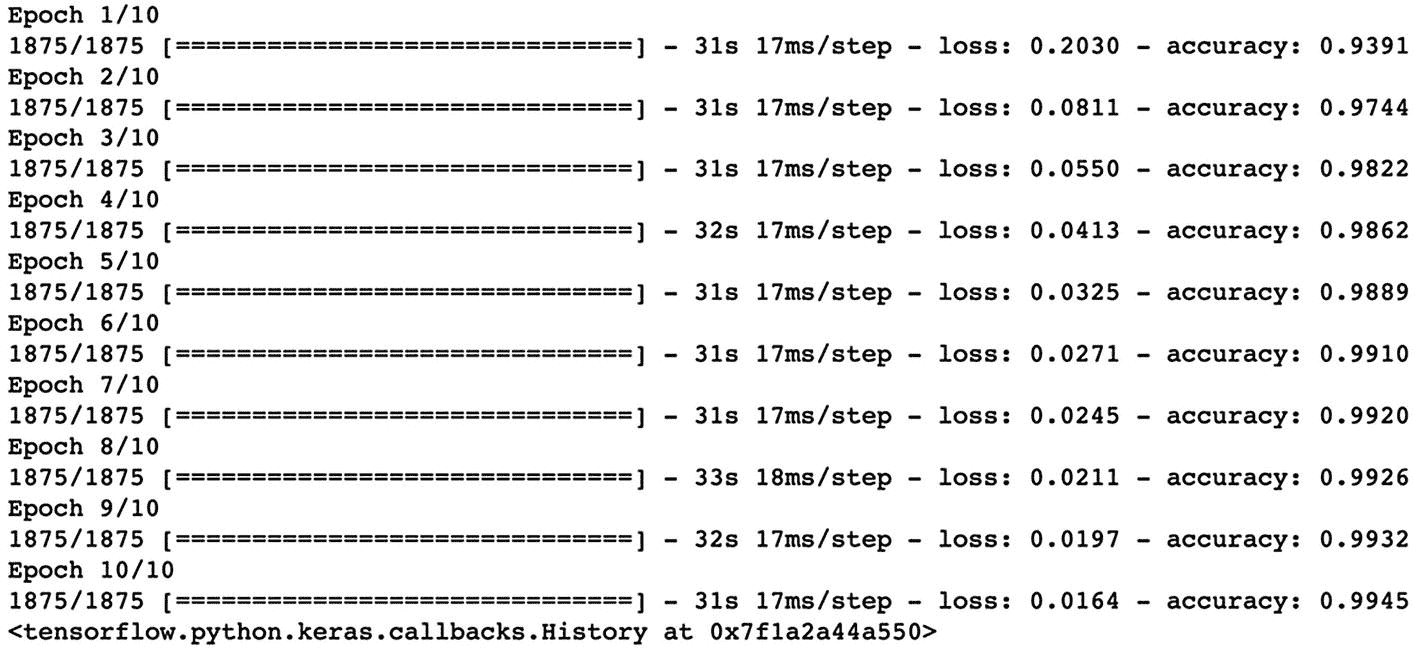 Epoch 1/10
1875/1875 [==============================] - 31s 17ms/step - loss: 0.2030 - accuracy: 0.9391
Epoch 2/10
1875/1875 [==============================] - 31s 17ms/step - loss: 0.0811 - accuracy: 0.9744
Epoch 3/10
1875/1875 [==============================] - 31s 17ms/step - loss: 0.0550 - accuracy: 0.9822
Epoch 4/10
1875/1875 [==============================] - 32s 17ms/step - loss: 0.0413 - accuracy: 0.9862
Epoch 5/10
1875/1875 [==============================] - 31s 17ms/step - loss: 0.0325 - accuracy: 0.9889
Epoch 6/10
1875/1875 [==============================] - 31s 17ms/step - loss: 0.0271 - accuracy: 0.9910
Epoch 7/10
1875/1875 [==============================] - 31s 17ms/step - loss: 0.0245 - accuracy: 0.9920
Epoch 8/10
1875/1875 [==============================] - 33s 18ms/step - loss: 0.0211 - accuracy: 0.9926
Epoch 9/10
1875/1875 [==============================] - 32s 17ms/step - loss: 0.0197 - accuracy: 0.9932
Epoch 10/10
1875/1875 [==============================] - 31s 17ms/step - loss: 0.0164 - accuracy: 0.9945
<tensorflow.python.keras.callbacks.History at 0x7f1a2a44a550>